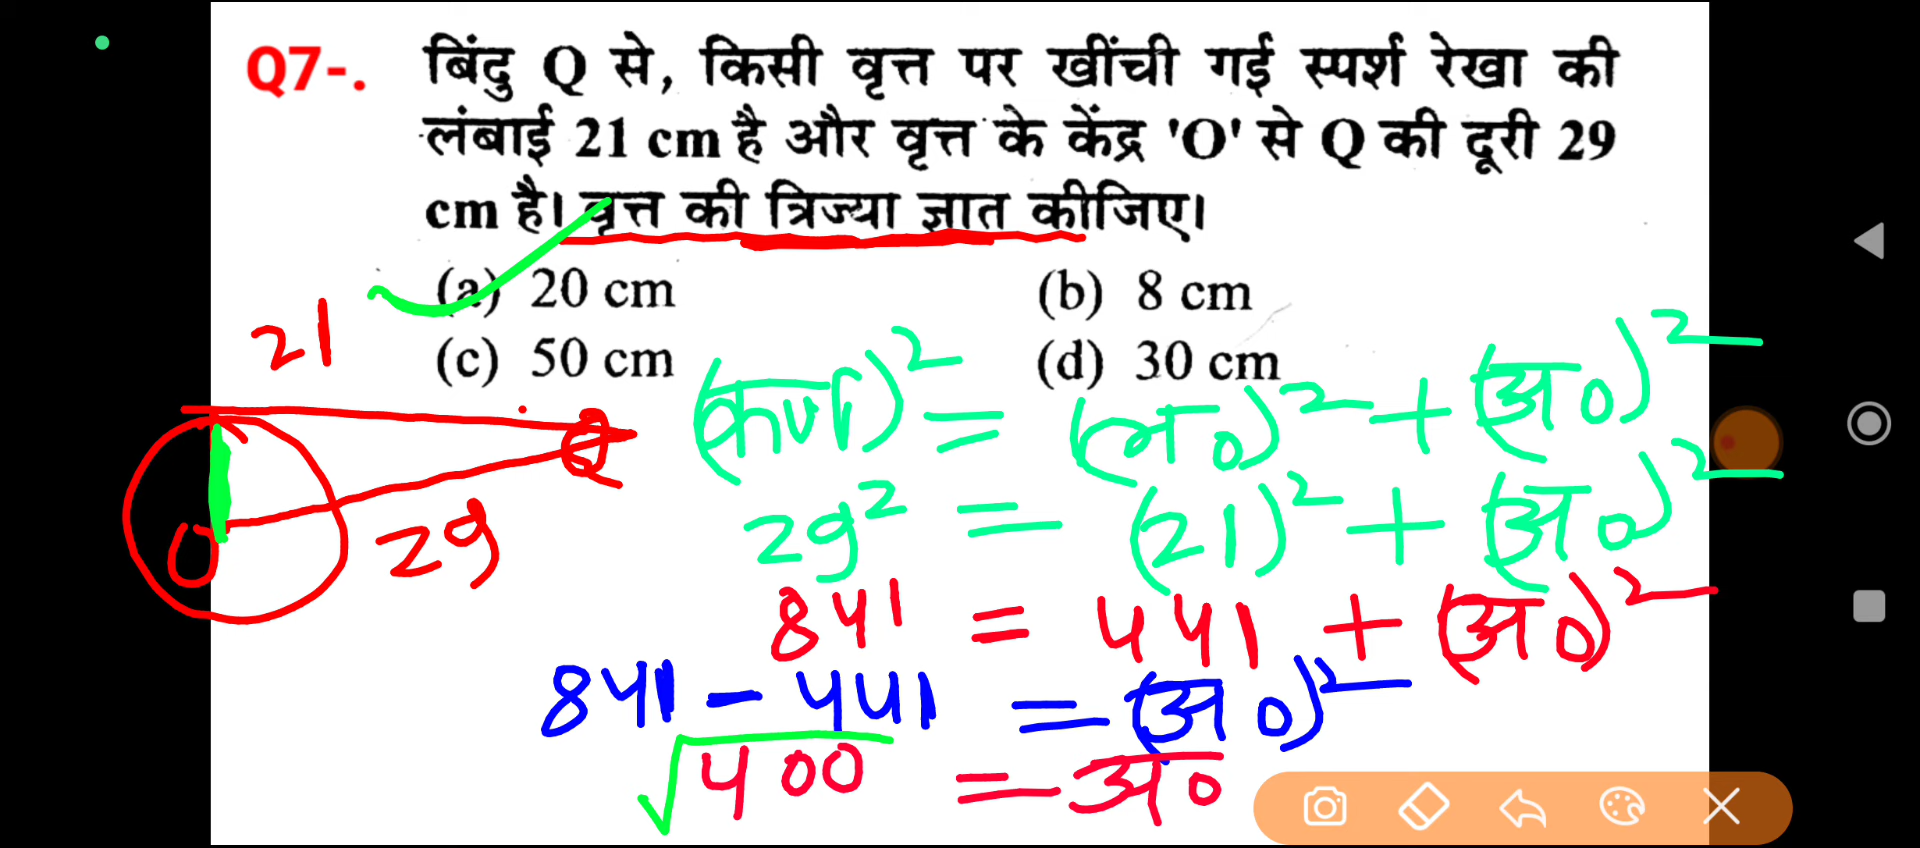 Q7-. बिंदु Q से, किसी वृत्त पर खींची गई स्पर्श रेखा की
लंबाई 21 cm है और वृत्त के केंद्र 'O' से Q की दूरी 29
cm है। वृत्त की त्रिज्या ज्ञात कीजिए।
(a) 20 cm (b) 8 cm
(c) 50 cm (d) 30 cm
21
(कर्ण)² = (ल०)² + (आ०)²
29² = (21)² + (आ०)²
O 29
841 = 441 + (आ०)²
841 - 441 = (आ०)²
√400 = आ०